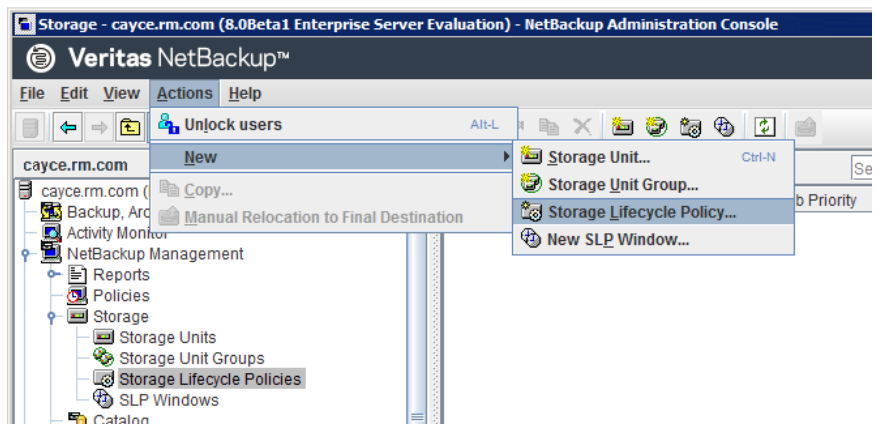 Storage - cayce.rm.com (8.0Beta1 Enterprise Server Evaluation) - NetBackup Administration Console
Veritas NetBackup™
File Edit View Actions Help
Unlock users Alt-L
New
Copy...
Manual Relocation to Final Destination
Storage Unit... Ctrl-N
Storage Unit Group...
Storage Lifecycle Policy...
New SLP Window...
Se
b Priority
cayce.rm.com
cayce.rm.com (
Backup, Arc
Activity Monitor
NetBackup Management
Reports
Policies
Storage
Storage Units
Storage Unit Groups
Storage Lifecycle Policies
SLP Windows
Catalog